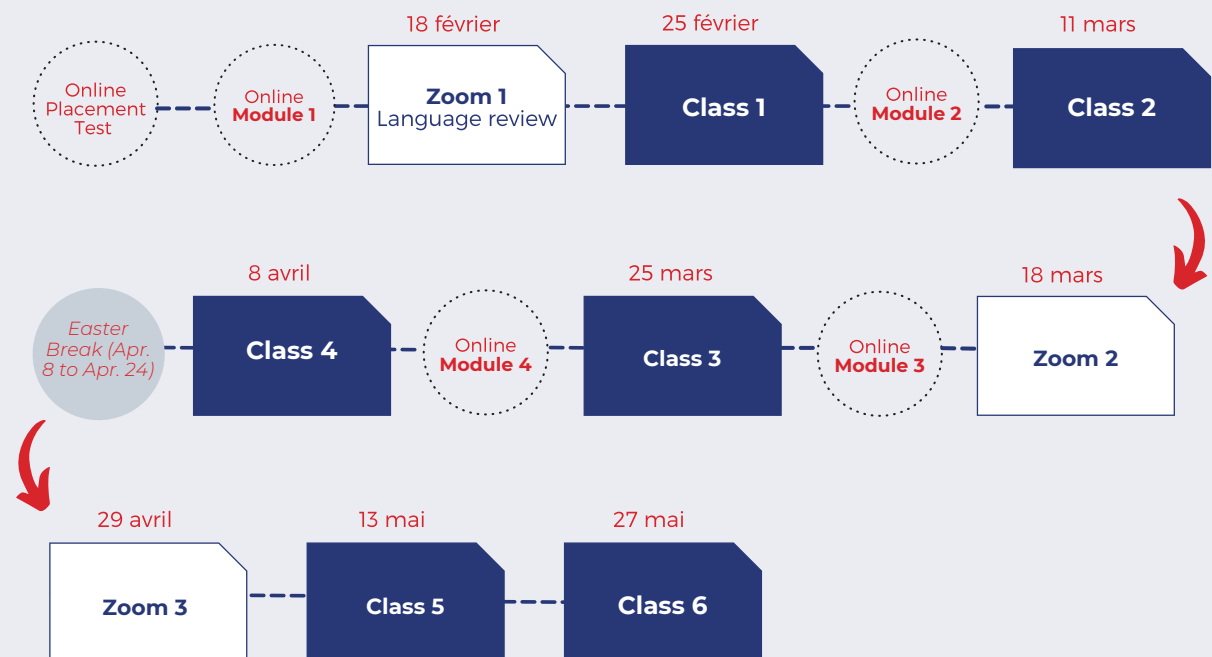 18 février
25 février
11 mars
Online
Placement
Test
Online
Module 1
Zoom 1
Language review
Class 1
Online
Module 2
Class 2
18 mars
Zoom 2
Online
Module 3
25 mars
Class 3
Online
Module 4
8 avril
Class 4
Easter
Break (Apr.
8 to Apr. 24)
29 avril
13 mai
27 mai
Zoom 3
Class 5
Class 6